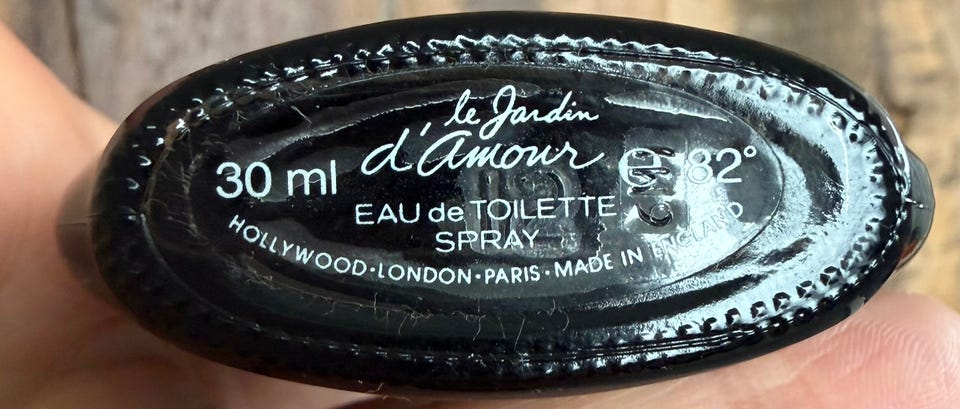 le Jardin
d'Amour
30 ml
e 82°
EAU de TOILETTE
SPRAY
HOLLYWOOD·LONDON·PARIS·MADE IN ENGLAND